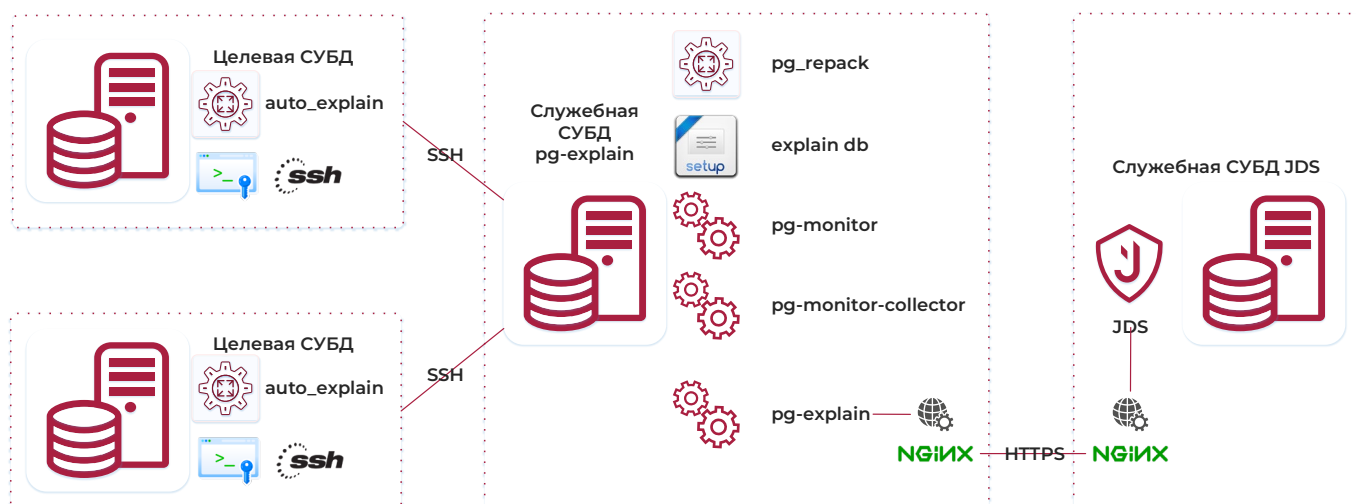 Целевая СУБД
auto_explain
>_
ssh
SSH
Целевая СУБД
auto_explain
>_
ssh
SSH
Служебная
СУБД
pg-explain
pg_repack
setup
explain db
pg-monitor
pg-monitor-collector
pg-explain
NGiNX
HTTPS
Служебная СУБД JDS
J
JDS
NGiNX